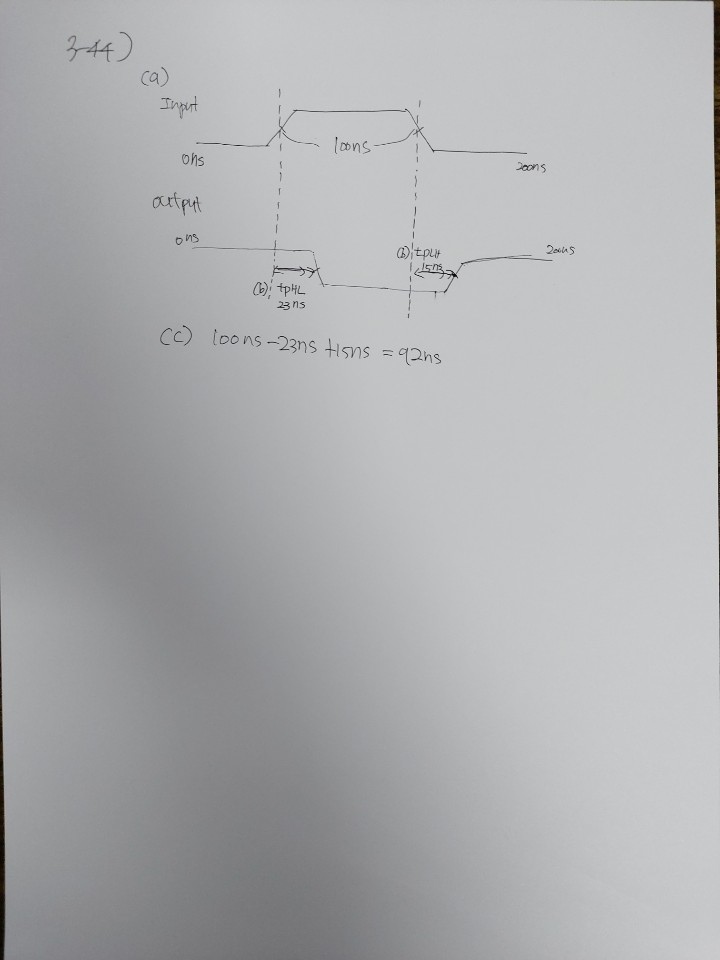 3-44)
(a)
Input
100ns
0ns
200ns
output
0ns
200ns
(b) tpLH
15ns
(b) tpHL
23ns
(c) 100ns-23ns+15ns = 92ns